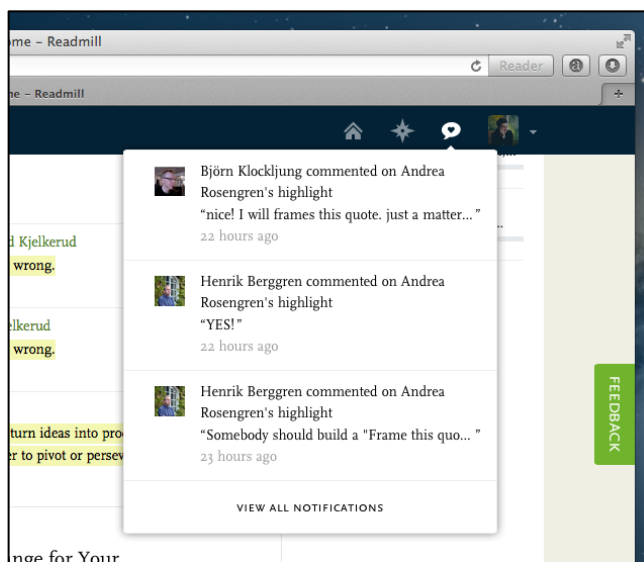 ome – Readmill
Reader
me – Readmill
Björn Klockljung commented on Andrea
Rosengren's highlight
“nice! I will frames this quote. just a matter... ”
22 hours ago
Henrik Berggren commented on Andrea
Rosengren's highlight
“YES! ”
22 hours ago
Henrik Berggren commented on Andrea
Rosengren's highlight
“Somebody should build a "Frame this quo... ”
23 hours ago
VIEW ALL NOTIFICATIONS
d Kjelkerud
wrong.
elkerud
wrong.
turn ideas into pro
er to pivot or persev
nge for Your
FEEDBACK